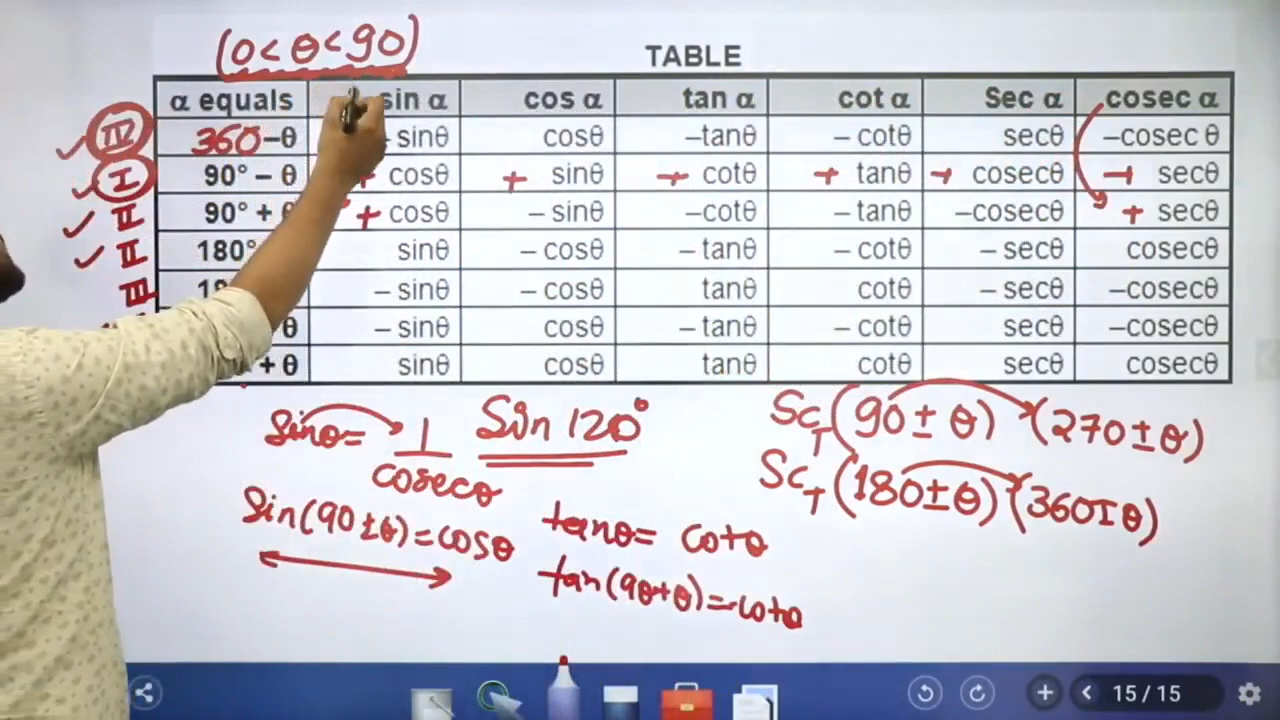 (0<θ<90)
TABLE
α equals sin α cos α tan α cot α Sec α cosec α
IV 360–θ sinθ cosθ –tanθ – cotθ secθ –cosec θ
I 90° – θ + cosθ + sinθ + cotθ + tanθ + cosecθ + secθ
II 90° + θ + cosθ – sinθ –cotθ – tanθ –cosecθ + secθ
II 180° sinθ – cosθ – tanθ – cotθ – secθ cosecθ
III – sinθ – cosθ tanθ cotθ – secθ –cosecθ
θ – sinθ cosθ – tanθ – cotθ secθ –cosecθ
+ θ sinθ cosθ tanθ cotθ secθ cosecθ
sinθ= 1/cosecθ Sin 120°
SCT(90±θ) (270±θ)
SCT(180±θ) (360±θ)
Sin(90±θ)=cosθ
tanθ= cotθ
tan(90+θ)=-cotθ
15 / 15